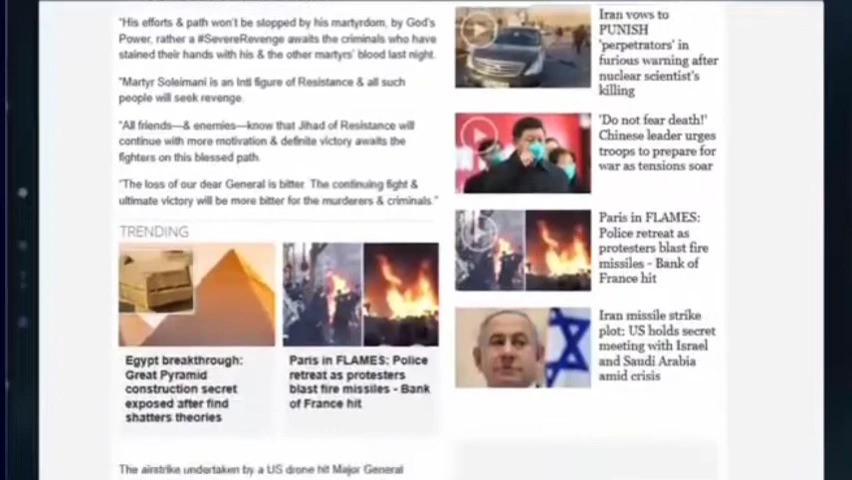 "His efforts & path won't be stopped by his martyrdom, by God's
Power, rather a #SevereRevenge awaits the criminals who have
stained their hands with his & the other martyrs' blood last night.
"Martyr Soleimani is an Intl figure of Resistance & all such
people will seek revenge.
"All friends—& enemies—know that Jihad of Resistance will
continue with more motivation & definite victory awaits the
fighters on this blessed path.
"The loss of our dear General is bitter. The continuing fight &
ultimate victory will be more bitter for the murderers & criminals."
TRENDING
Egypt breakthrough:
Great Pyramid
construction secret
exposed after find
shatters theories
Paris in FLAMES: Police
retreat as protesters
blast fire missiles - Bank
of France hit
The airstrike undertaken by a US drone hit Major General
Iran vows to
PUNISH
'perpetrators' in
furious warning after
nuclear scientist's
killing
'Do not fear death!'
Chinese leader urges
troops to prepare for
war as tensions soar
Paris in FLAMES:
Police retreat as
protesters blast fire
missiles - Bank of
France hit
Iran missile strike
plot: US holds secret
meeting with Israel
and Saudi Arabia
amid crisis